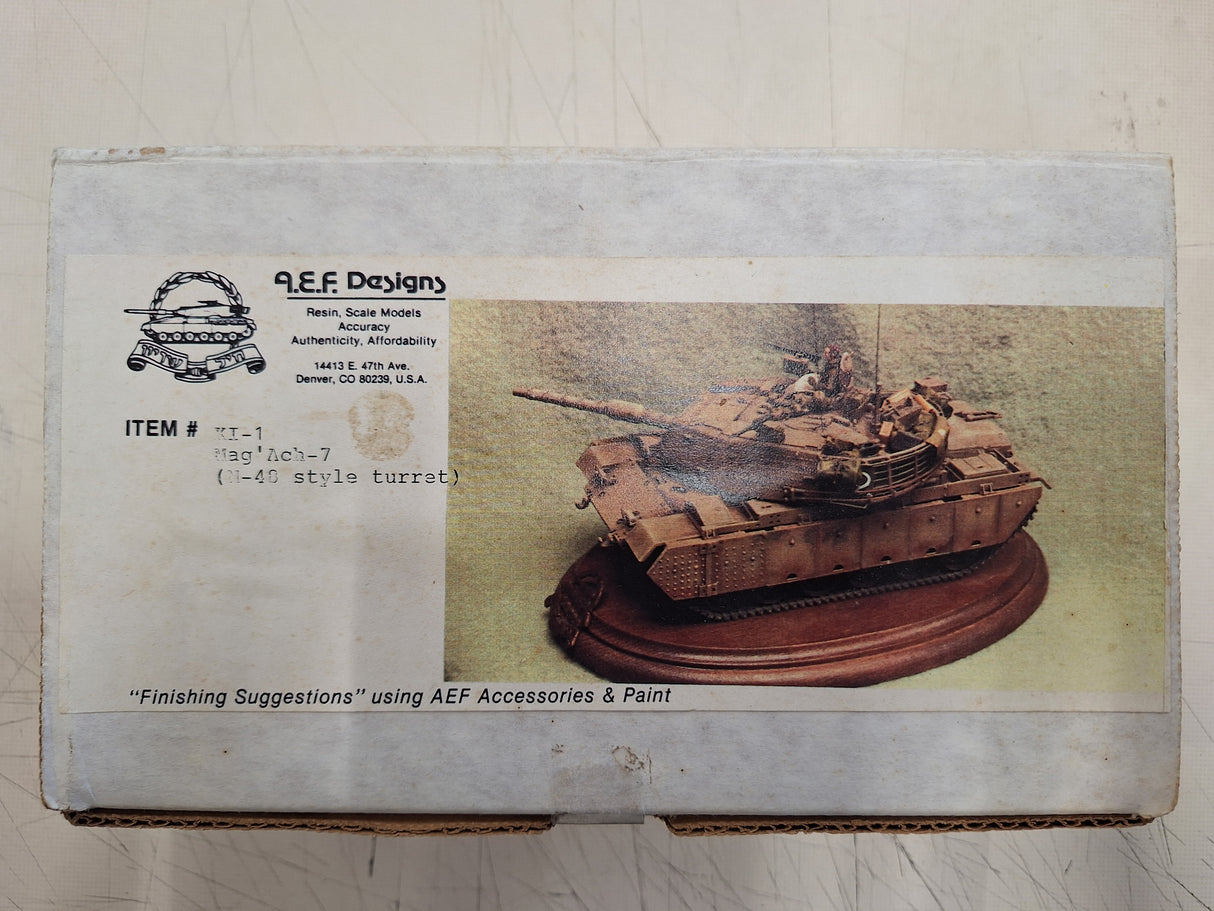 A.E.F. Designs
Resin, Scale Models
Accuracy
Authenticity, Affordability
14413 E. 47th Ave.
Denver, CO 80239, U.S.A.
ITEM # KI-1
Mag'Ach-7
(M-48 style turret)
"Finishing Suggestions" using AEF Accessories & Paint